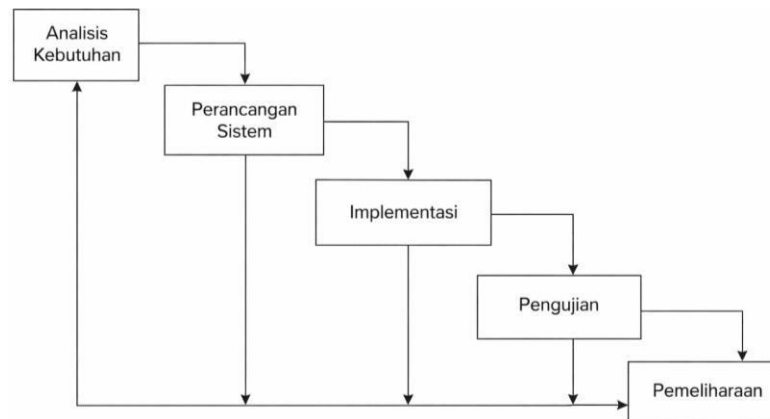 Analisis
Kebutuhan
Perancangan
Sistem
Implementasi
Pengujian
Pemeliharaan